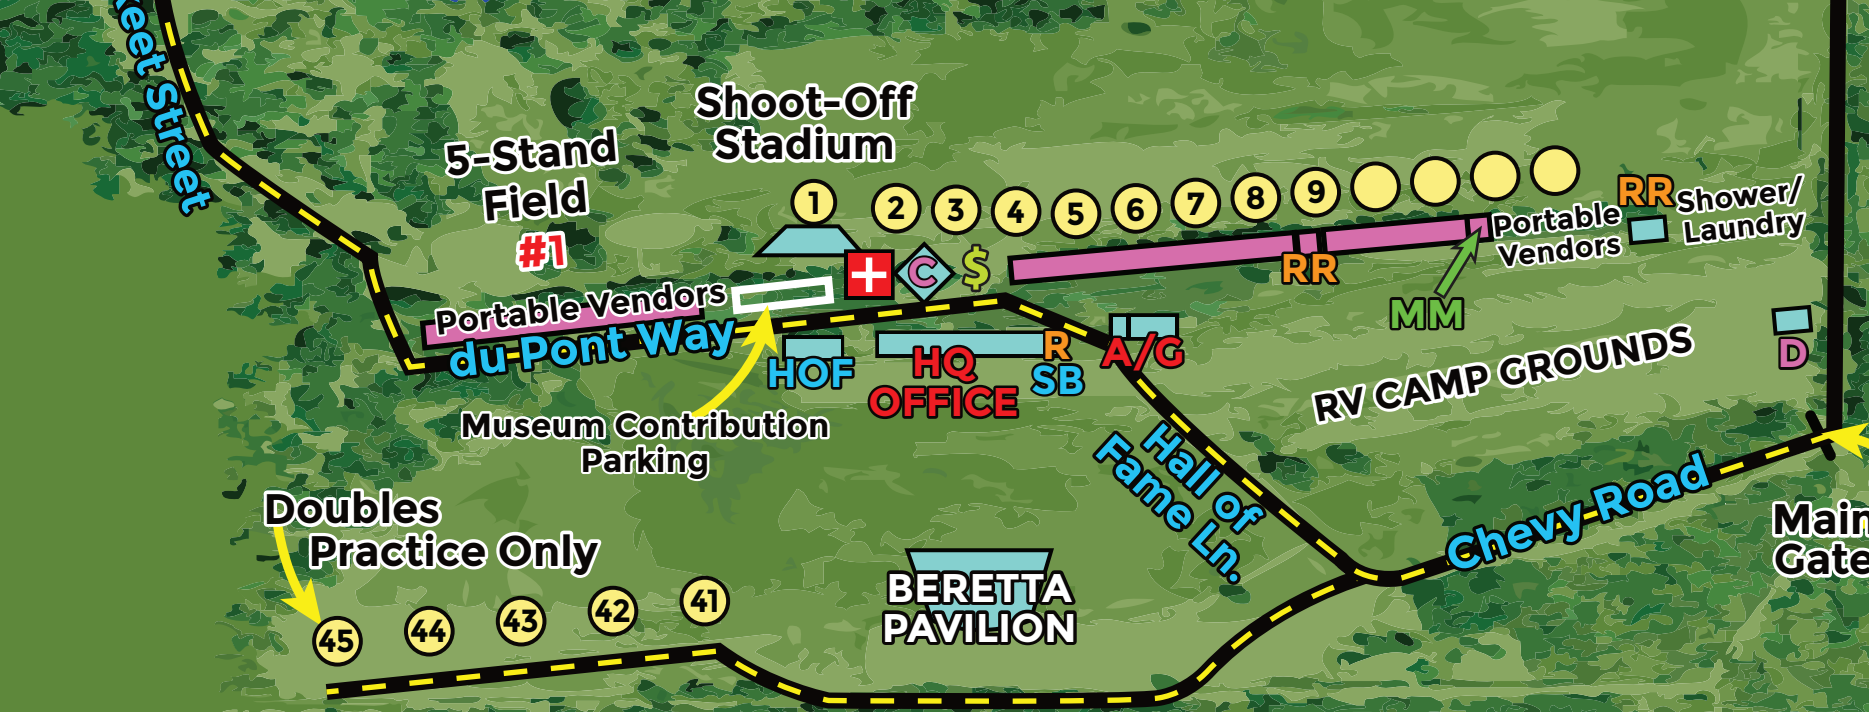 keet Street
5-Stand
Field
#1
Shoot-Off
Stadium
1
2
3
4
5
6
7
8
9
RR
Shower/
Laundry
Portable
Vendors
C
$
RR
MM
Portable Vendors
du Pont Way
HOF
HQ
OFFICE
R
SB
A/G
D
RV CAMP GROUNDS
Museum Contribution
Parking
Hall of
Fame Ln.
Chevy Road
Main
Gate
Doubles
Practice Only
45
44
43
42
41
BERETTA
PAVILION